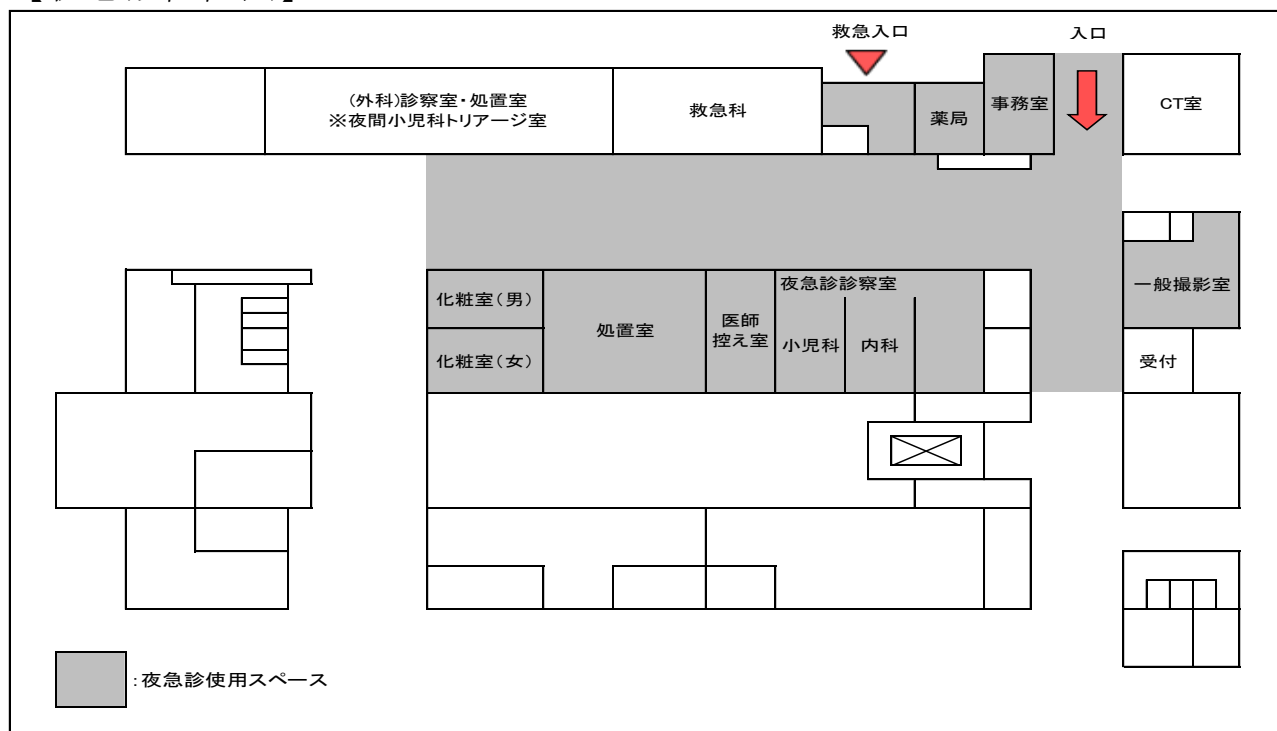 救急入口
入口
(外科)診察室・処置室
※夜間小児科トリアージ室
救急科
薬局
事務室
CT室
化粧室(男)
化粧室(女)
処置室
医師
控え室
夜急診診察室
小児科
内科
一般撮影室
受付
:夜急診使用スペース